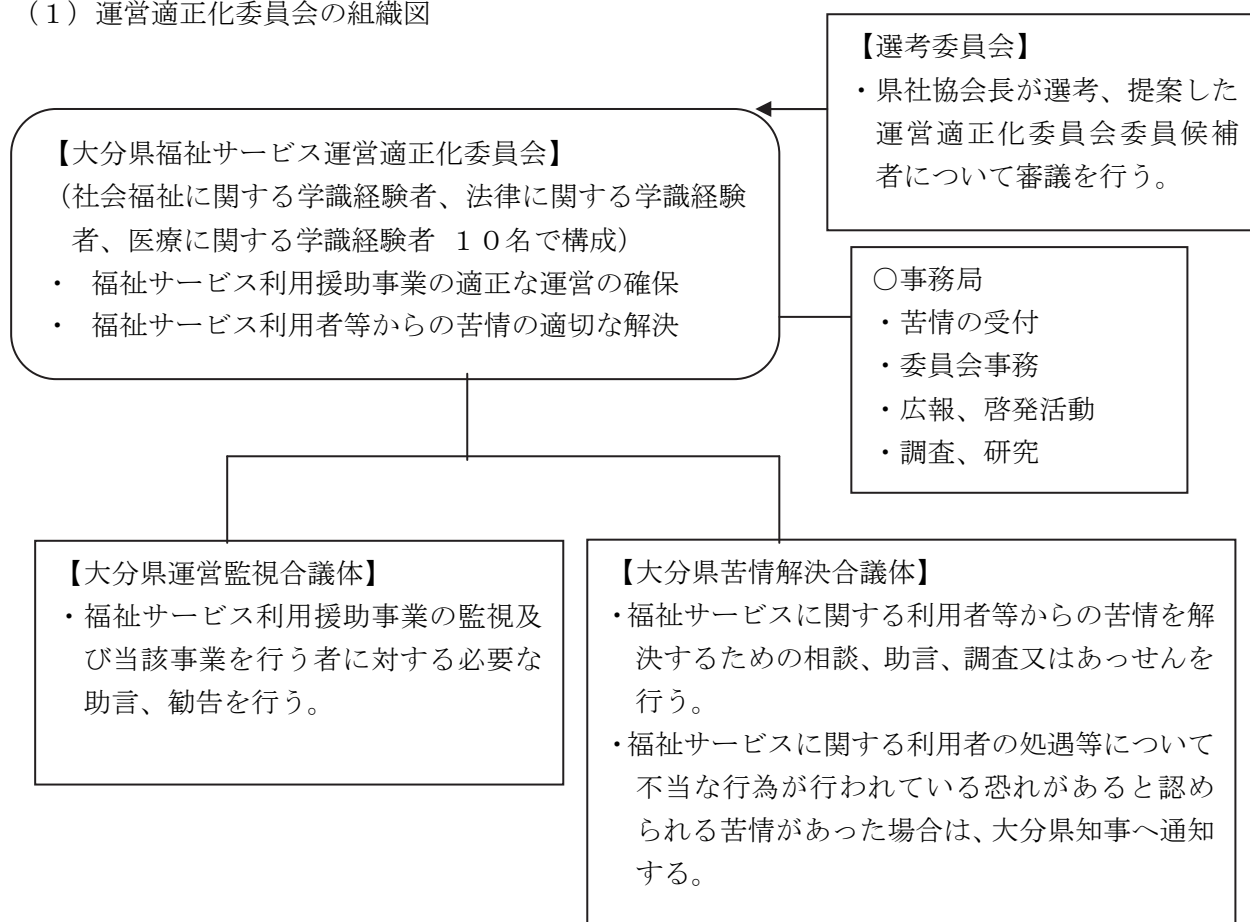 （１）運営適正化委員会の組織図
【選考委員会】
・県社協会長が選考、提案した
運営適正化委員会委員候補
者について審議を行う。
【大分県福祉サービス運営適正化委員会】
（社会福祉に関する学識経験者、法律に関する学識経験
者、医療に関する学識経験者　１０名で構成）
・　福祉サービス利用援助事業の適正な運営の確保
・　福祉サービス利用者等からの苦情の適切な解決
○事務局
・苦情の受付
・委員会事務
・広報、啓発活動
・調査、研究
【大分県運営監視合議体】
・福祉サービス利用援助事業の監視及
び当該事業を行う者に対する必要な
助言、勧告を行う。
【大分県苦情解決合議体】
・福祉サービスに関する利用者等からの苦情を解
決するための相談、助言、調査又はあっせんを
行う。
・福祉サービスに関する利用者の処遇等について
不当な行為が行われている恐れがあると認め
られる苦情があった場合は、大分県知事へ通知
する。